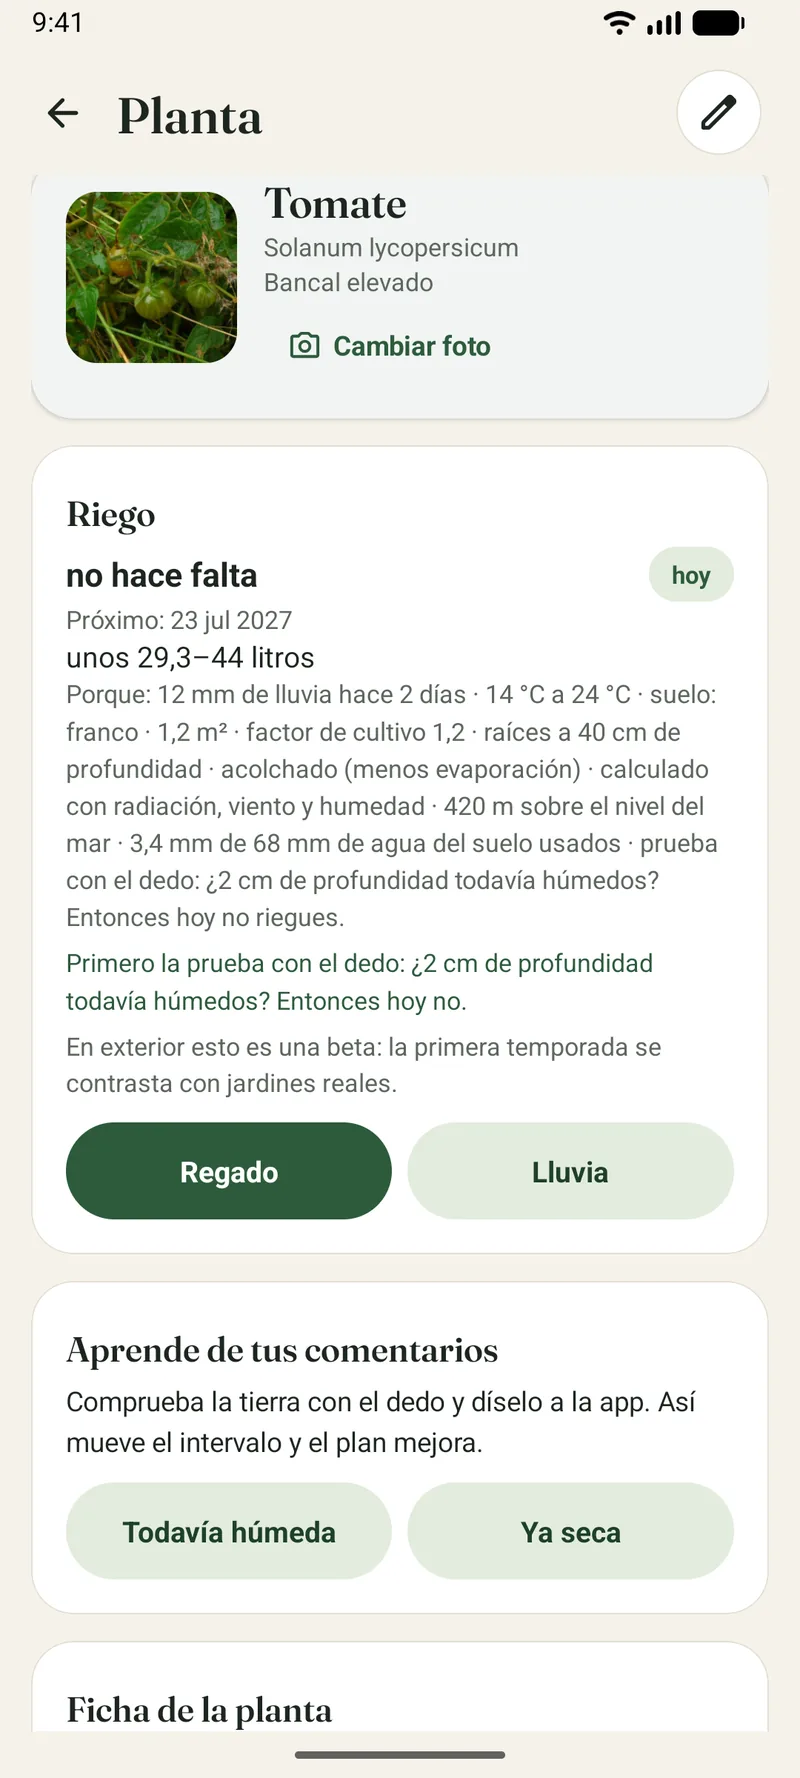 9:41
Planta
Tomate
Solanum lycopersicum
Bancal elevado
Cambiar foto
Riego
no hace falta
hoy
Próximo: 23 jul 2027
unos 29,3–44 litros
Porque: 12 mm de lluvia hace 2 días · 14 °C a 24 °C · suelo:
franco · 1,2 m² · factor de cultivo 1,2 · raíces a 40 cm de
profundidad · acolchado (menos evaporación) · calculado
con radiación, viento y humedad · 420 m sobre el nivel del
mar · 3,4 mm de 68 mm de agua del suelo usados · prueba
con el dedo: ¿2 cm de profundidad todavía húmedos?
Entonces hoy no riegues.
Primero la prueba con el dedo: ¿2 cm de profundidad
todavía húmedos? Entonces hoy no.
En exterior esto es una beta: la primera temporada se
contrasta con jardines reales.
Regado
Lluvia
Aprende de tus comentarios
Comprueba la tierra con el dedo y díselo a la app. Así
mueve el intervalo y el plan mejora.
Todavía húmeda
Ya seca
Ficha de la planta